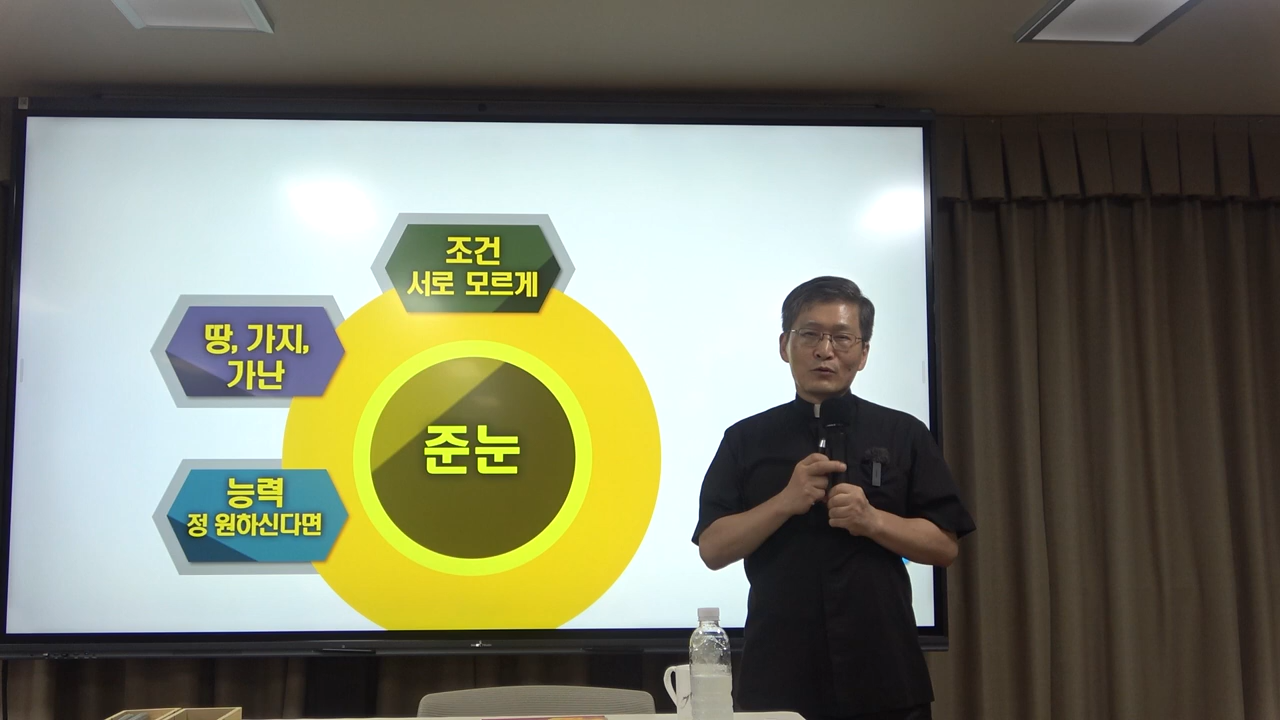 조건
서로 모르게
땅, 가지,
가난
준눈
능력
정 원하신다면